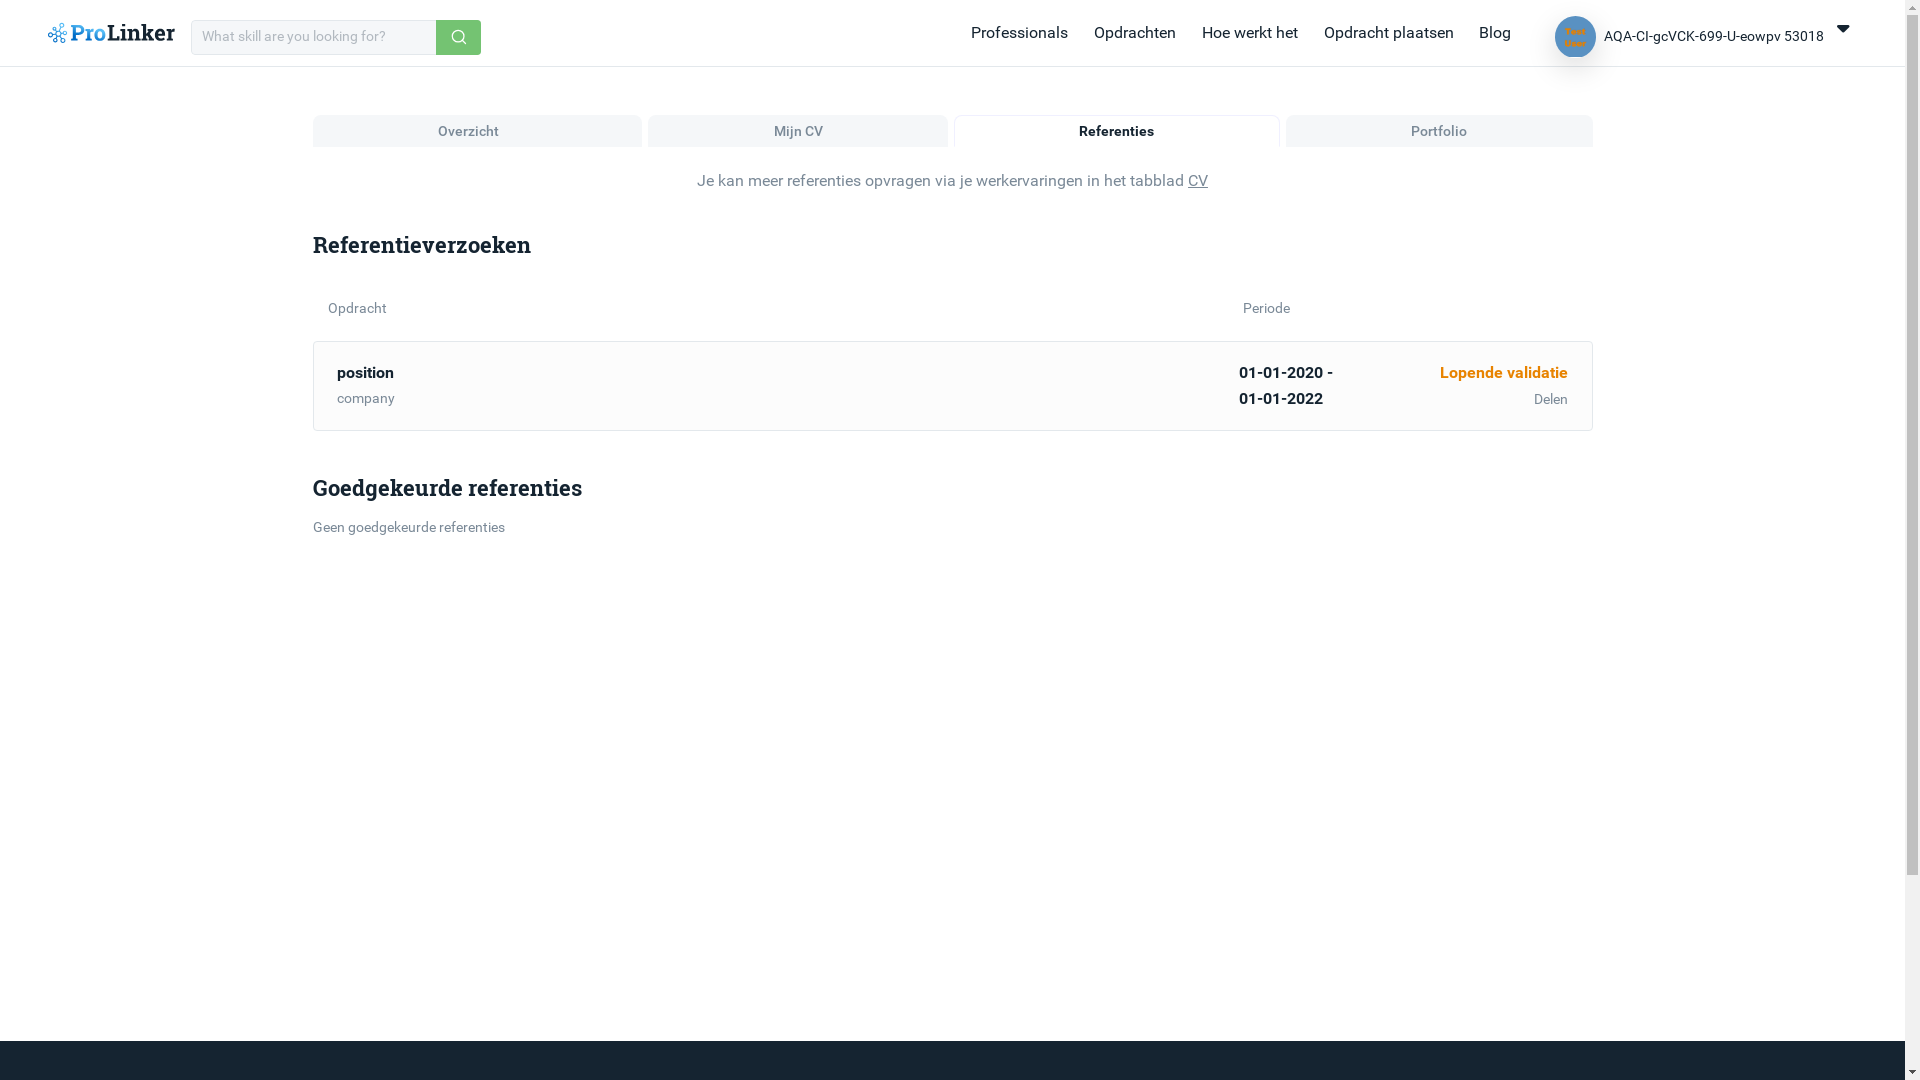 ProLinker
What skill are you looking for?
Professionals
Opdrachten
Hoe werkt het
Opdracht plaatsen
Blog
Test
User
AQA-CI-gcVCK-699-U-eowpv 53018
Overzicht
Mijn CV
Referenties
Portfolio
Je kan meer referenties opvragen via je werkervaringen in het tabblad CV
Referentieverzoeken
Opdracht
Periode
position
company
01-01-2020 -
01-01-2022
Lopende validatie
Delen
Goedgekeurde referenties
Geen goedgekeurde referenties